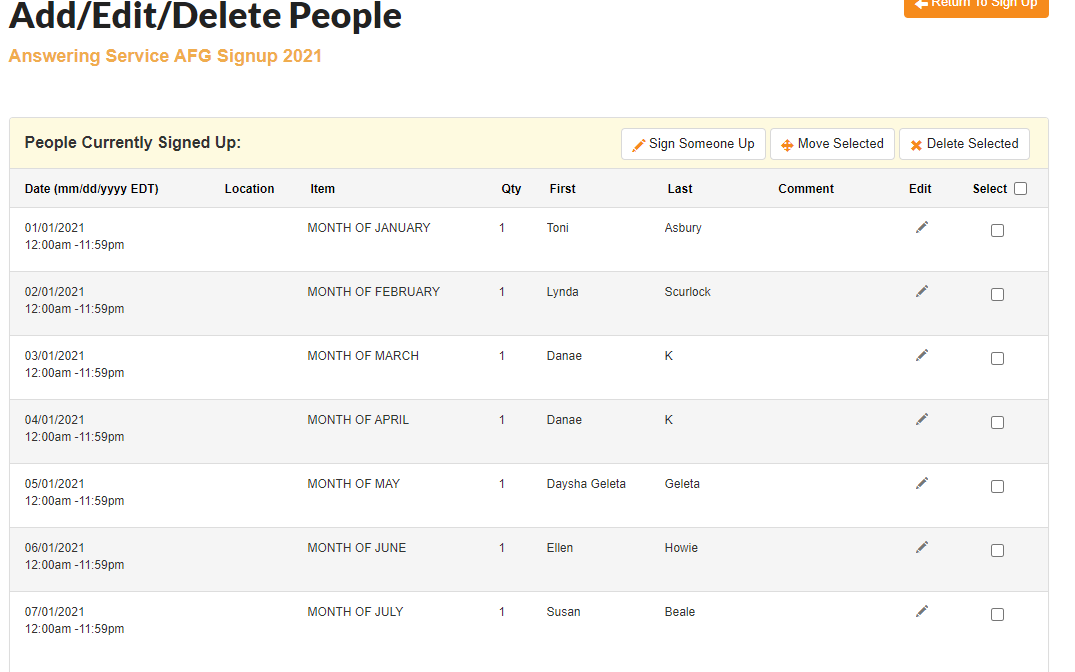 Add/Edit/Delete People
Return To Sign Up
Answering Service AFG Signup 2021
People Currently Signed Up:
Sign Someone Up
Move Selected
Delete Selected
Date (mm/dd/yyyy EDT) Location Item Qty First Last Comment Edit Select
01/01/2021 MONTH OF JANUARY 1 Toni Asbury
12:00am -11:59pm
02/01/2021 MONTH OF FEBRUARY 1 Lynda Scurlock
12:00am -11:59pm
03/01/2021 MONTH OF MARCH 1 Danae K
12:00am -11:59pm
04/01/2021 MONTH OF APRIL 1 Danae K
12:00am -11:59pm
05/01/2021 MONTH OF MAY 1 Daysha Geleta Geleta
12:00am -11:59pm
06/01/2021 MONTH OF JUNE 1 Ellen Howie
12:00am -11:59pm
07/01/2021 MONTH OF JULY 1 Susan Beale
12:00am -11:59pm